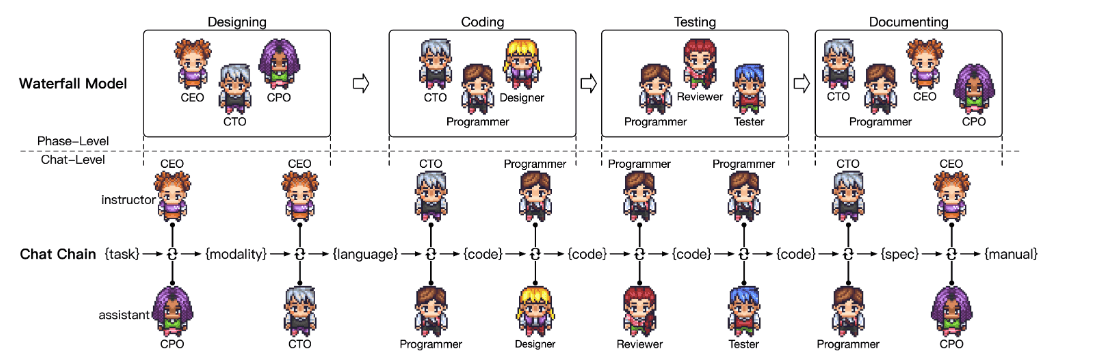 Designing Coding Testing Documenting
Waterfall Model
CEO CPO CTO
CTO Designer Programmer
Reviewer Programmer Tester
CTO CEO Programmer CPO
Phase-Level
Chat-Level
CEO CEO CTO Programmer Programmer Programmer CTO CEO
instructor
Chat Chain {task} {modality} {language} {code} {code} {code} {code} {spec} {manual}
assistant
CPO CTO Programmer Designer Reviewer Tester Programmer CPO